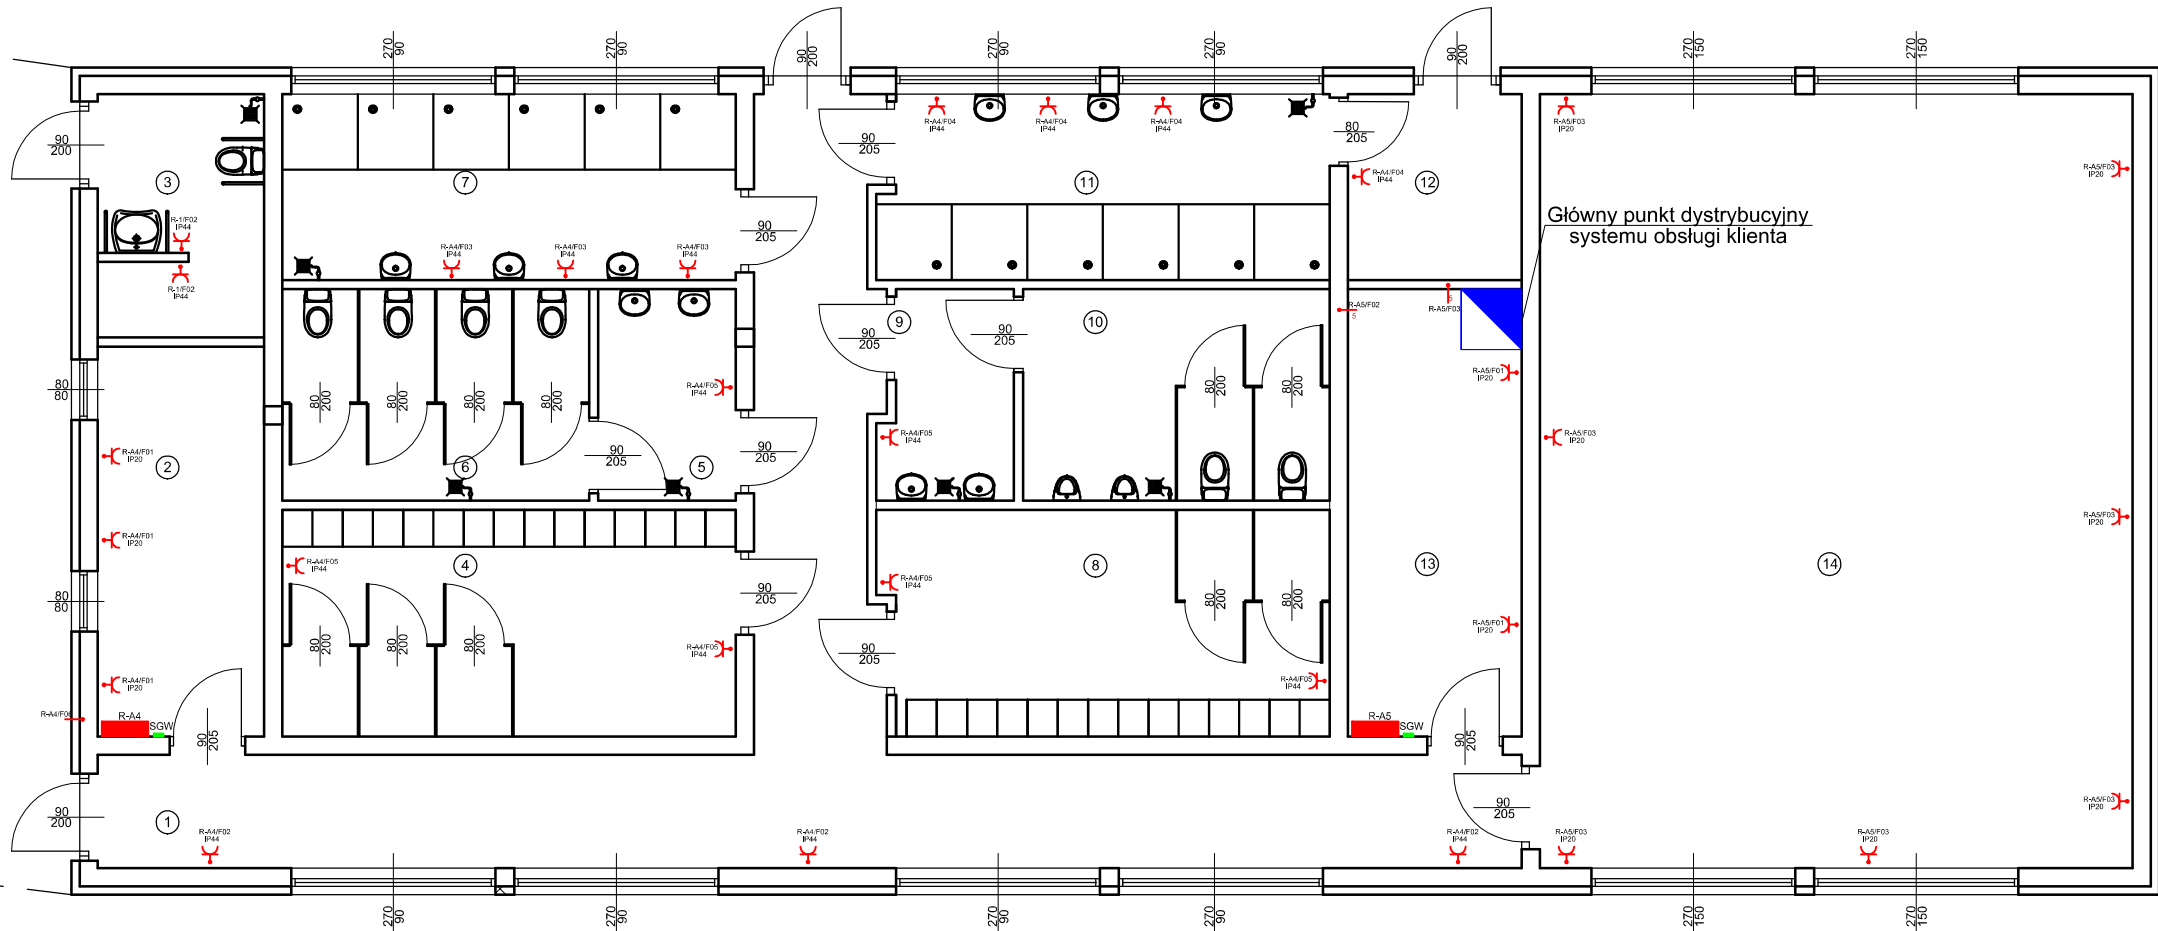 270
90
270
90
90
200
270
90
270
90
90
200
270
150
270
150
90
200
3
R-1/F02
IP44
R-1/F02
IP44
7
R-A4/F03
IP44
R-A4/F03
IP44
R-A4/F03
IP44
90
205
90
205
R-A4/F04
IP44
R-A4/F04
IP44
R-A4/F04
IP44
11
80
205
R-A4/F04
IP44
12
R-A5/F03
IP20
R-A5/F03
IP20
Główny punkt dystrybucyjny
systemu obsługi klienta
80
80
80
200
80
200
80
200
80
200
R-A4/F05
IP44
90
205
9
90
205
10
R-A5/F02
5
R-A5/F03
5
80
200
80
200
R-A5/F01
IP20
R-A4/F01
IP20
2
6
90
205
5
90
205
R-A4/F05
IP44
R-A5/F03
IP20
R-A4/F01
IP20
R-A5/F03
IP20
80
80
R-A4/F05
IP44
4
90
205
R-A4/F05
IP44
8
13
14
80
200
80
200
80
200
R-A4/F05
IP44
90
205
80
200
80
200
R-A5/F01
IP20
R-A4/F01
IP20
R-A4/F05
IP44
R-A4/F06
R-A4
SGW
90
205
R-A5
SGW
90
205
90
200
1
90
205
R-A5/F03
IP20
R-A4/F02
IP44
R-A4/F02
IP44
R-A4/F02
IP44
R-A5/F03
IP20
R-A5/F03
IP20
270
90
270
90
270
90
270
90
270
150
270
150